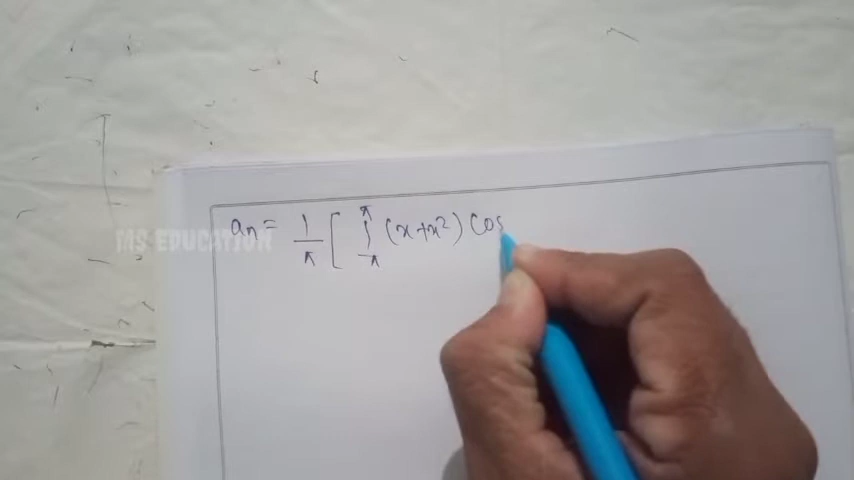 aₙ = 1/π [ ∫_{-π}^{π} (x+x²) Cos
MS EDUCATION